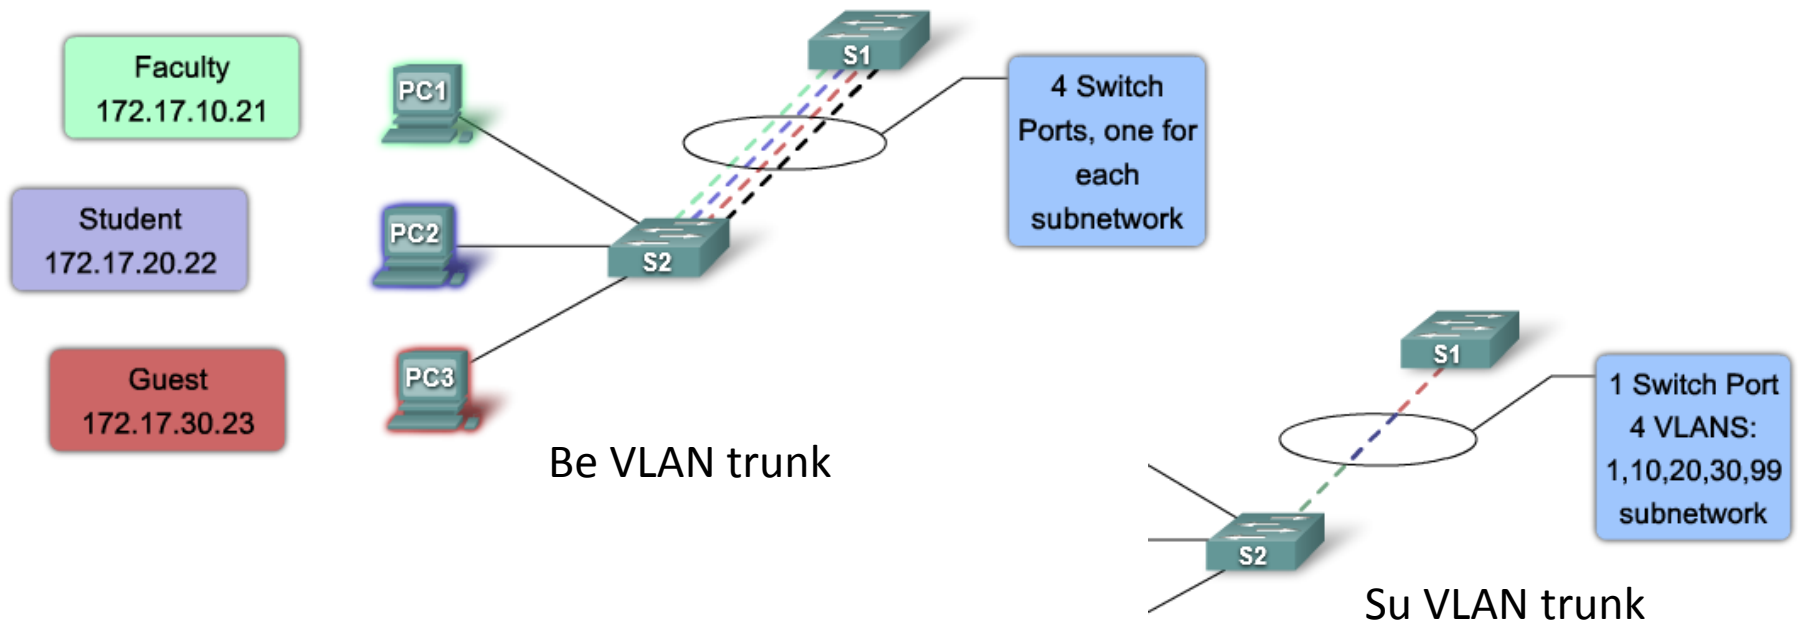 Faculty
172.17.10.21
Student
172.17.20.22
Guest
172.17.30.23
PC1
PC2
PC3
S1
S2
4 Switch
Ports, one for
each
subnetwork
Be VLAN trunk
S1
S2
1 Switch Port
4 VLANS:
1,10,20,30,99
subnetwork
Su VLAN trunk